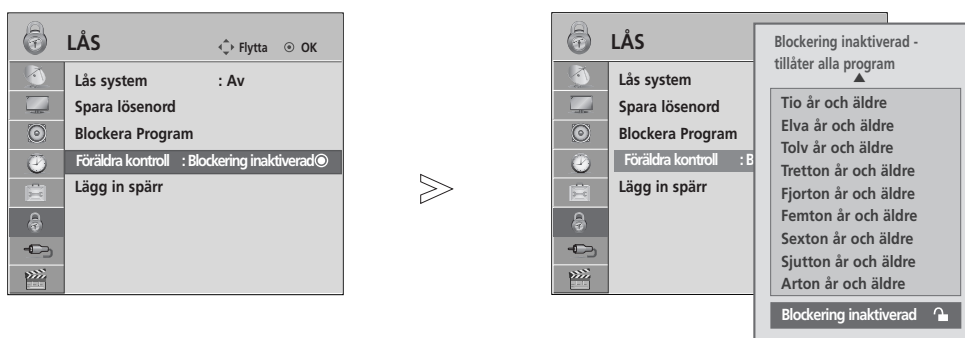 LÅS
Flytta OK
Lås system : Av
Spara lösenord
Blockera Program
Föräldra kontroll : Blockering inaktiverad
Lägg in spärr
LÅS
Lås system
Spara lösenord
Blockera Program
Föräldra kontroll : B
Lägg in spärr
Blockering inaktiverad -
tillåter alla program
Tio år och äldre
Elva år och äldre
Tolv år och äldre
Tretton år och äldre
Fjorton år och äldre
Femton år och äldre
Sexton år och äldre
Sjutton år och äldre
Arton år och äldre
Blockering inaktiverad